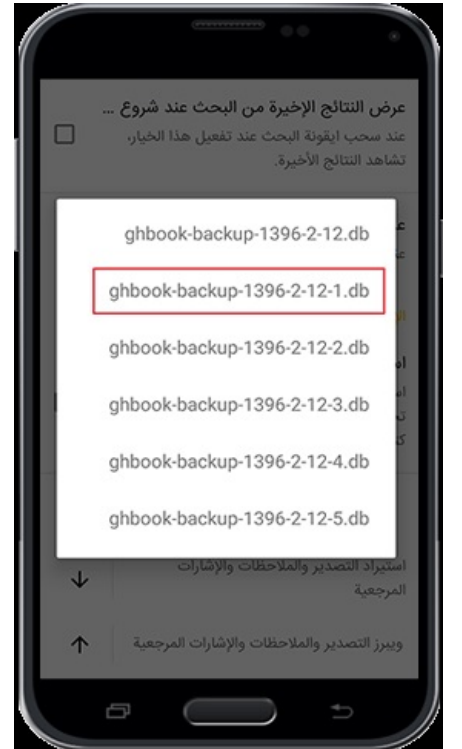 عرض النتائج الإخيرة من البحث عند شروع ...
عند سحب ايقونة البحث عند تفعيل هذا الخيار،
تشاهد النتائج الأخيرة.
ghbook-backup-1396-2-12.db
ghbook-backup-1396-2-12-1.db
ghbook-backup-1396-2-12-2.db
ghbook-backup-1396-2-12-3.db
ghbook-backup-1396-2-12-4.db
ghbook-backup-1396-2-12-5.db
استيراد التصدير والملاحظات والإشارات
المرجعية
ويبرز التصدير والملاحظات والإشارات المرجعية